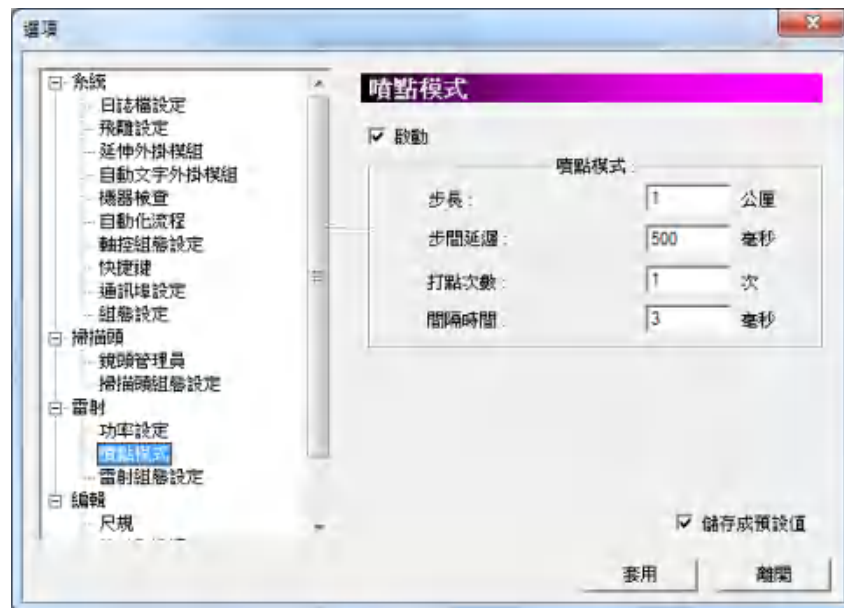 選項
系統
日誌檔設定
飛雕設定
延伸外掛模組
自動文字外掛模組
機器檢查
自動化流程
軸控組態設定
快捷鍵
通訊埠設定
組態設定
掃描頭
鏡頭管理員
掃描頭組態設定
雷射
功率設定
噴點模式
雷射組態設定
編輯
尺規
噴點模式
啟動
噴點模式 :
步長 : 1 公厘
步間延遲 : 500 毫秒
打點次數 : 1 次
間隔時間 : 3 毫秒
儲存成預設值
套用 離開